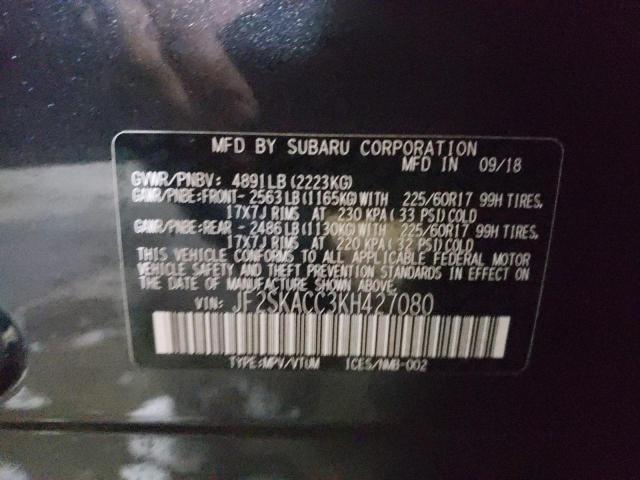 MFD BY SUBARU CORPORATION
MFD IN 09/18
GVWR/PNBV: 4891LB(2223KG)
GAWR/PNBE:FRONT- 2563LB(1165KG)WITH 225/60R17 99H TIRES,
17X7J RIMS AT 230 KPA(33 PSI)COLD
GAWR/PNBE:REAR - 2486LB(1130KG)WITH 225/60R17 99H TIRES,
17X7J RIMS AT 220 KPA(32 PSI)COLD
THIS VEHICLE CONFORMS TO ALL APPLICABLE FEDERAL MOTOR
VEHICLE SAFETY AND THEFT PREVENTION STANDARDS IN EFFECT ON
THE DATE OF MANUFACTURE SHOWN ABOVE.
VIN: JF2SKACC3KH427080
TYPE:MPV/VTUM ICES/NMB-002